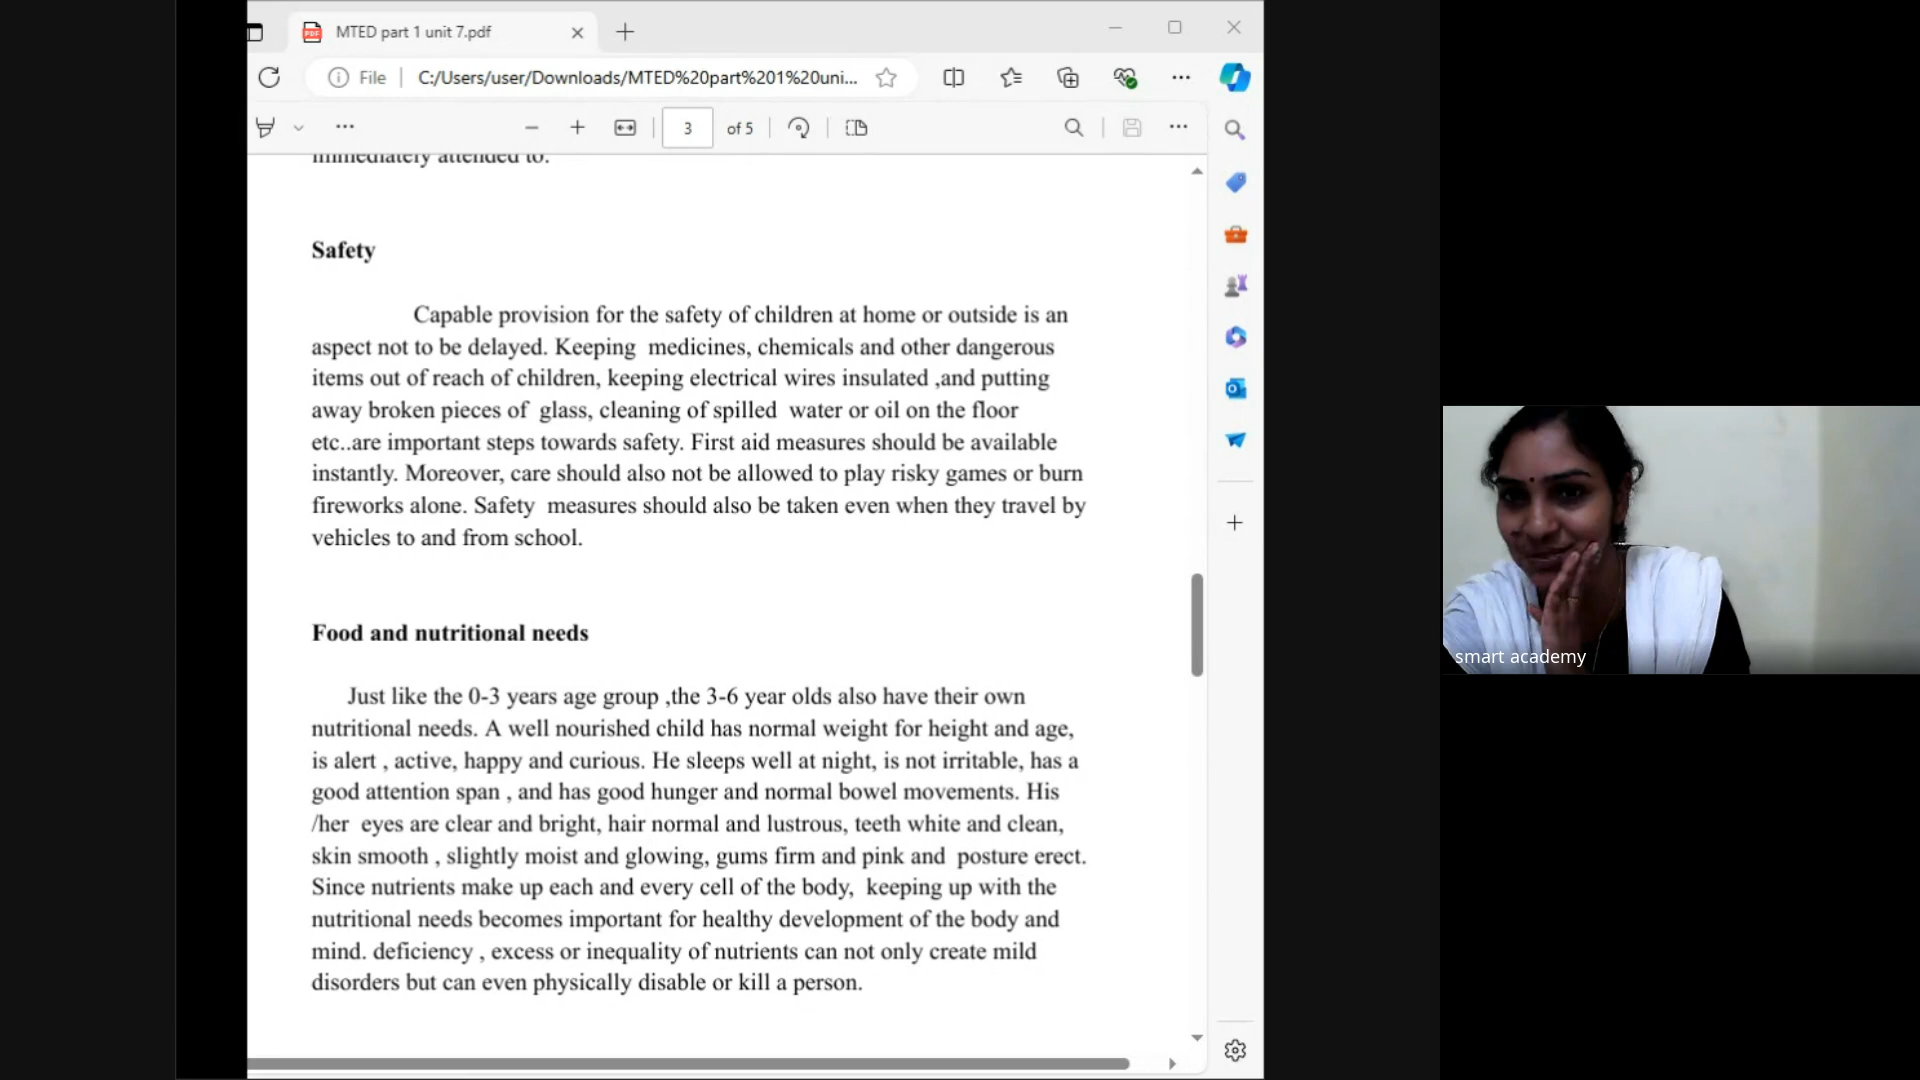 MTED part 1 unit 7.pdf
File
C:/Users/user/Downloads/MTED%20part%201%20uni...
3 of 5
immediately attended to.
Safety
Capable provision for the safety of children at home or outside is an
aspect not to be delayed. Keeping medicines, chemicals and other dangerous
items out of reach of children, keeping electrical wires insulated ,and putting
away broken pieces of glass, cleaning of spilled water or oil on the floor
etc..are important steps towards safety. First aid measures should be available
instantly. Moreover, care should also not be allowed to play risky games or burn
fireworks alone. Safety measures should also be taken even when they travel by
vehicles to and from school.
Food and nutritional needs
Just like the 0-3 years age group ,the 3-6 year olds also have their own
nutritional needs. A well nourished child has normal weight for height and age,
is alert , active, happy and curious. He sleeps well at night, is not irritable, has a
good attention span , and has good hunger and normal bowel movements. His
/her eyes are clear and bright, hair normal and lustrous, teeth white and clean,
skin smooth , slightly moist and glowing, gums firm and pink and posture erect.
Since nutrients make up each and every cell of the body, keeping up with the
nutritional needs becomes important for healthy development of the body and
mind. deficiency , excess or inequality of nutrients can not only create mild
disorders but can even physically disable or kill a person.
smart academy